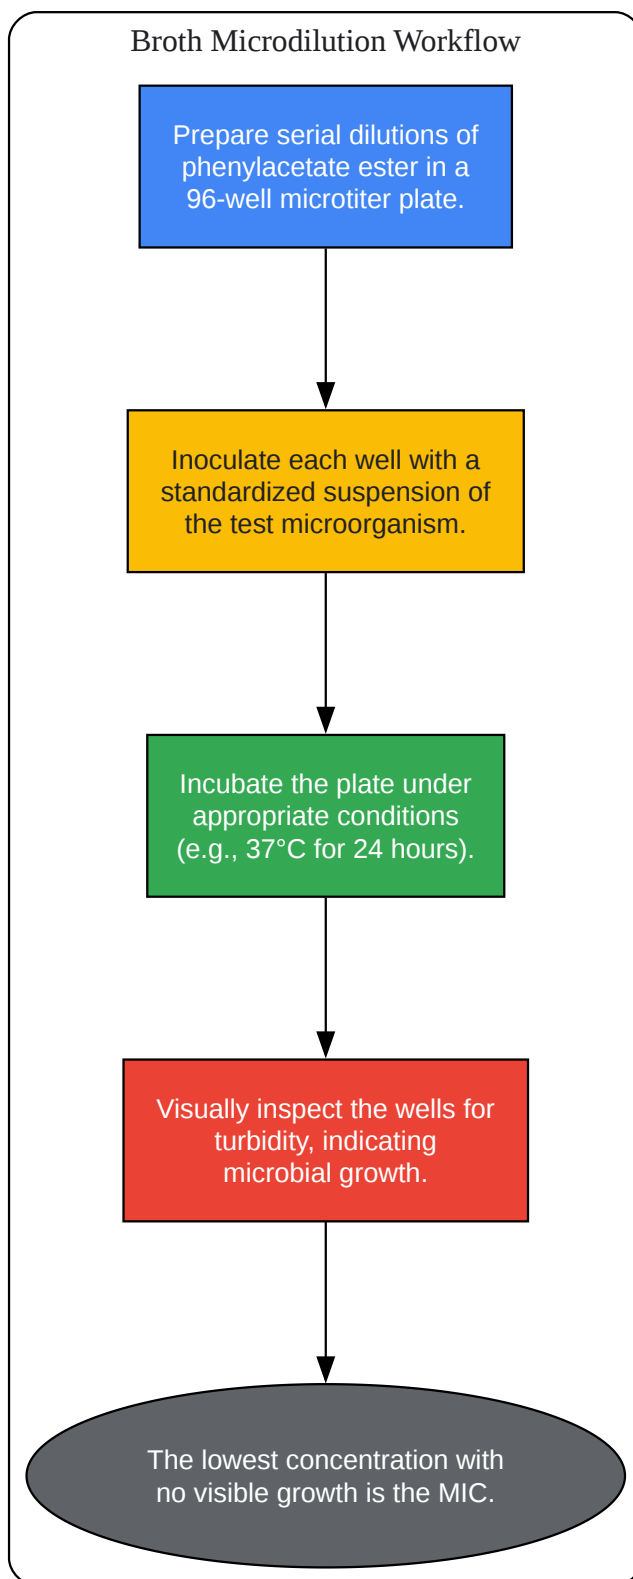 Broth Microdilution Workflow
Prepare serial dilutions of
phenylacetate ester in a
96-well microtiter plate.
Inoculate each well with a
standardized suspension of
the test microorganism.
Incubate the plate under
appropriate conditions
(e.g., 37°C for 24 hours).
Visually inspect the wells for
turbidity, indicating
microbial growth.
The lowest concentration with
no visible growth is the MIC.